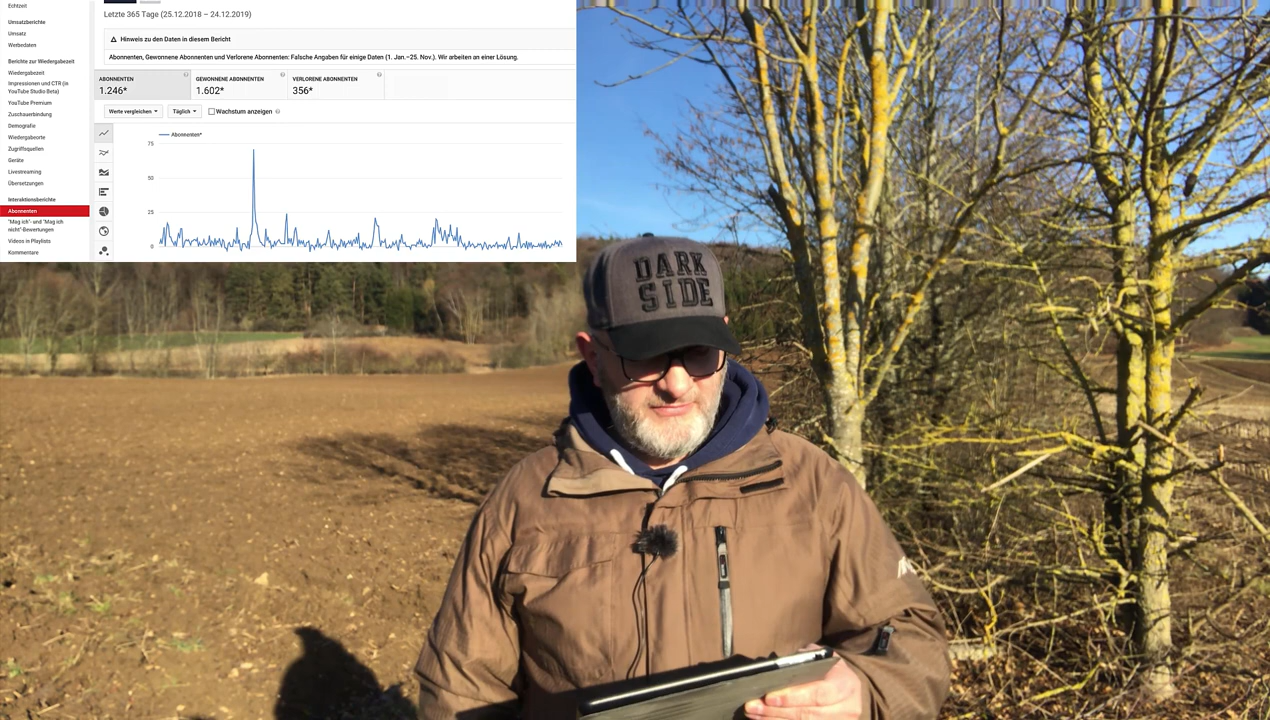 Echtzeit
Umsatzberichte
Umsatz
Werbedaten
Berichte zur Wiedergabezeit
Wiedergabezeit
Impressionen und CTR (in
YouTube Studio Beta)
YouTube Premium
Zuschauerbindung
Demografie
Wiedergabeorte
Zugriffsquellen
Geräte
Livestreaming
Übersetzungen
Interaktionsberichte
Abonnenten
"Mag ich"- und "Mag ich
nicht"-Bewertungen
Videos in Playlists
Kommentare
Letzte 365 Tage (25.12.2018 – 24.12.2019)
Hinweis zu den Daten in diesem Bericht
Abonnenten, Gewonnene Abonnenten und Verlorene Abonnenten: Falsche Angaben für einige Daten (1. Jan.–25. Nov.). Wir arbeiten an einer Lösung.
ABONNENTEN
1.246*
GEWONNENE ABONNENTEN
1.602*
VERLORENE ABONNENTEN
356*
Werte vergleichen
Täglich
Wachstum anzeigen
Abonnenten*
75
50
25
0
DARK
SIDE